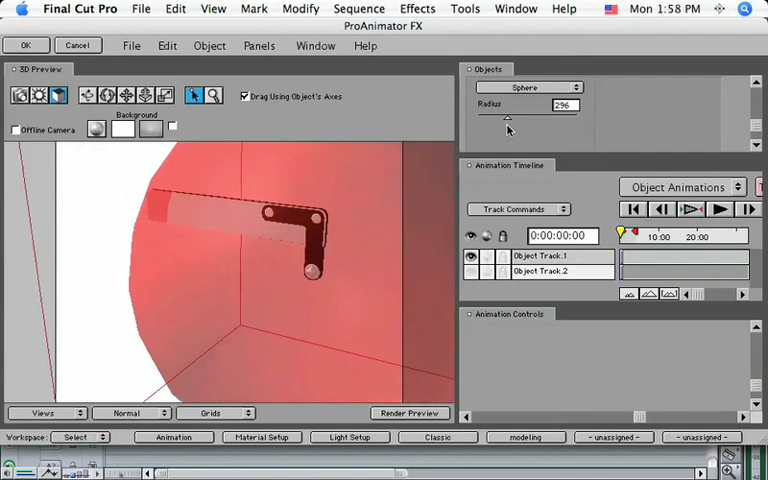 Final Cut Pro File Edit View Mark Modify Sequence Effects Tools Window Help Mon 1:58 PM
ProAnimator FX
OK Cancel File Edit Object Panels Window Help
3D Preview
Drag Using Object's Axes
Background
Offline Camera
Objects
Sphere
Radius 296
Animation Timeline
Object Animations
Track Commands
0:00:00:00 10:00 20:00
Object Track.1
Object Track.2
Animation Controls
Views Normal Grids Render Preview
Workspace: Select Animation Material Setup Light Setup Classic modeling - unassigned - - unassigned -